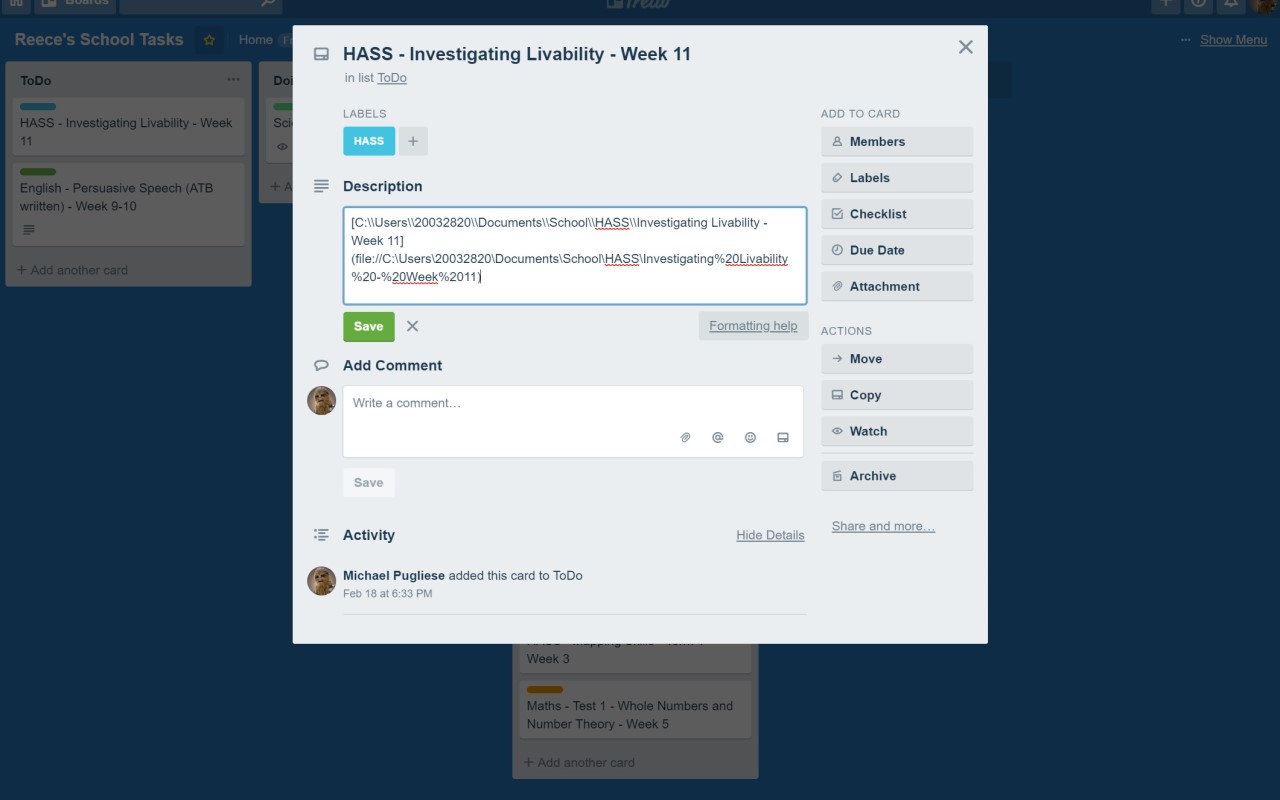 Boards
Trello
Reece's School Tasks
Home
Show Menu
ToDo
HASS - Investigating Livability - Week
11
English - Persuasive Speech (ATB
wriitten) - Week 9-10
+ Add another card
HASS - Investigating Livability - Week 11
in list ToDo
LABELS
HASS
+
Description
[C:\\Users\\20032820\\Documents\\School\\HASS\\Investigating Livability -
Week 11]
(file://C:\Users\20032820\Documents\School\HASS\Investigating%20Livability
%20-%20Week%2011)
Save
Formatting help
Add Comment
Write a comment…
Save
Activity
Hide Details
Michael Pugliese added this card to ToDo
Feb 18 at 6:33 PM
ADD TO CARD
Members
Labels
Checklist
Due Date
Attachment
ACTIONS
Move
Copy
Watch
Archive
Share and more…
Week 3
Maths - Test 1 - Whole Numbers and
Number Theory - Week 5
+ Add another card